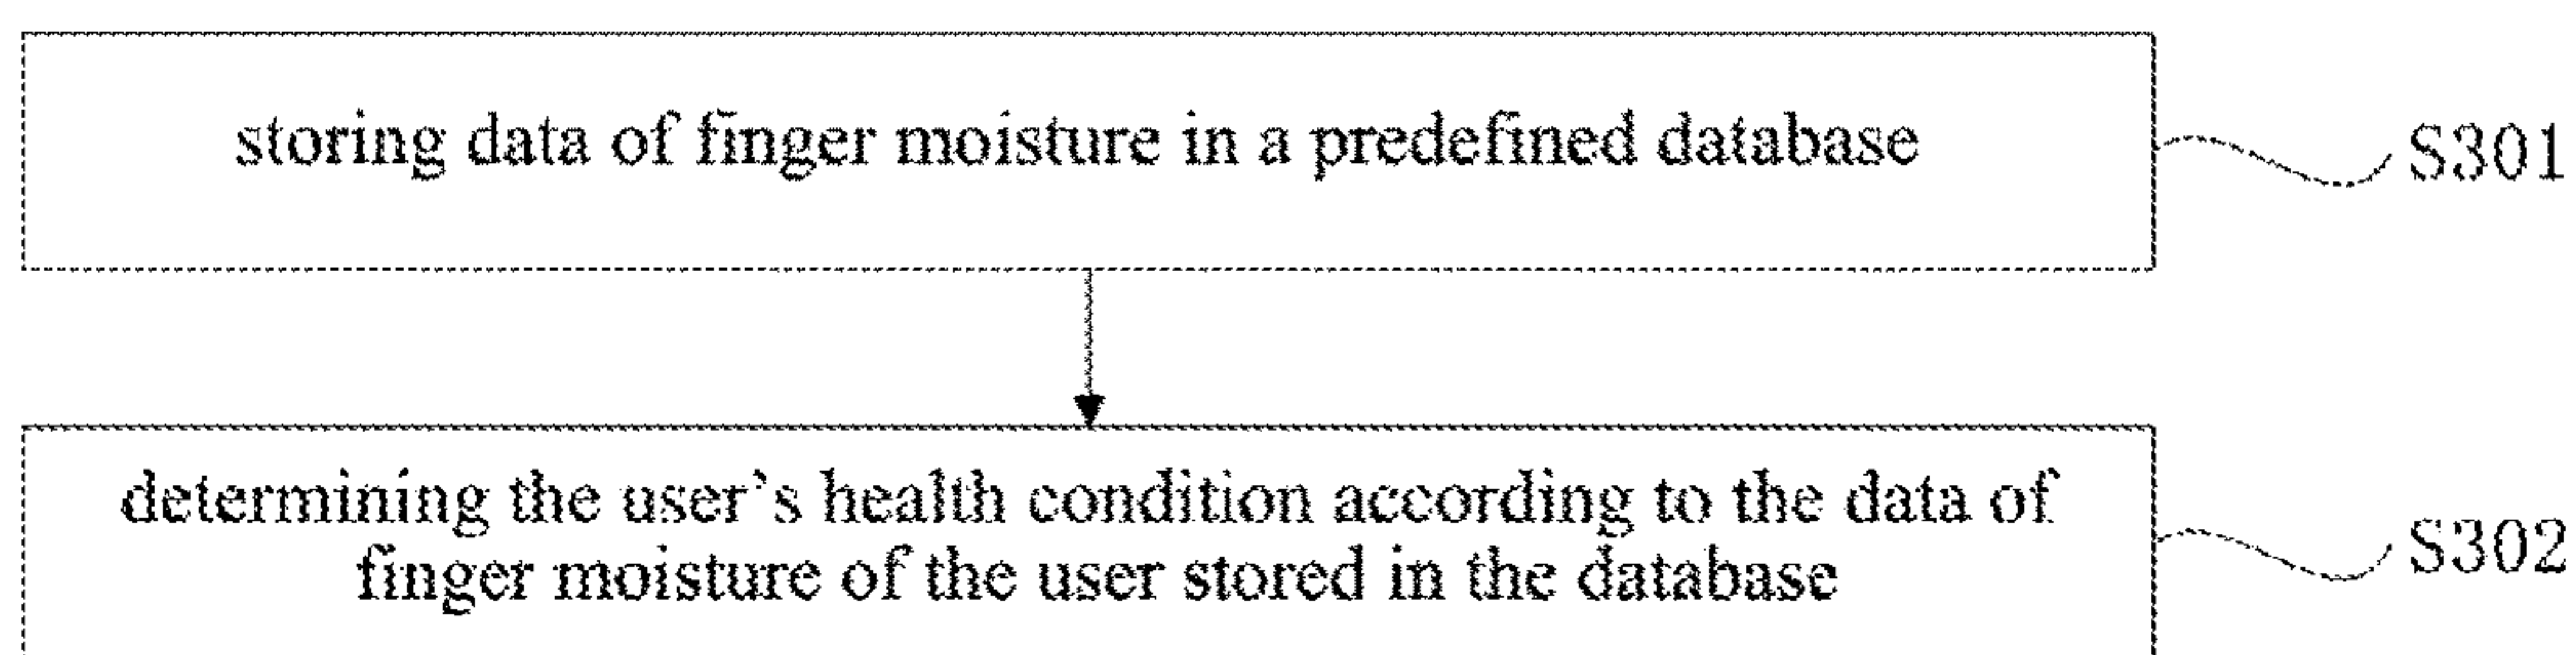 storing data of finger moisture in a predefined database
S301
determining the user's health condition according to the data of
finger moisture of the user stored in the database
S302